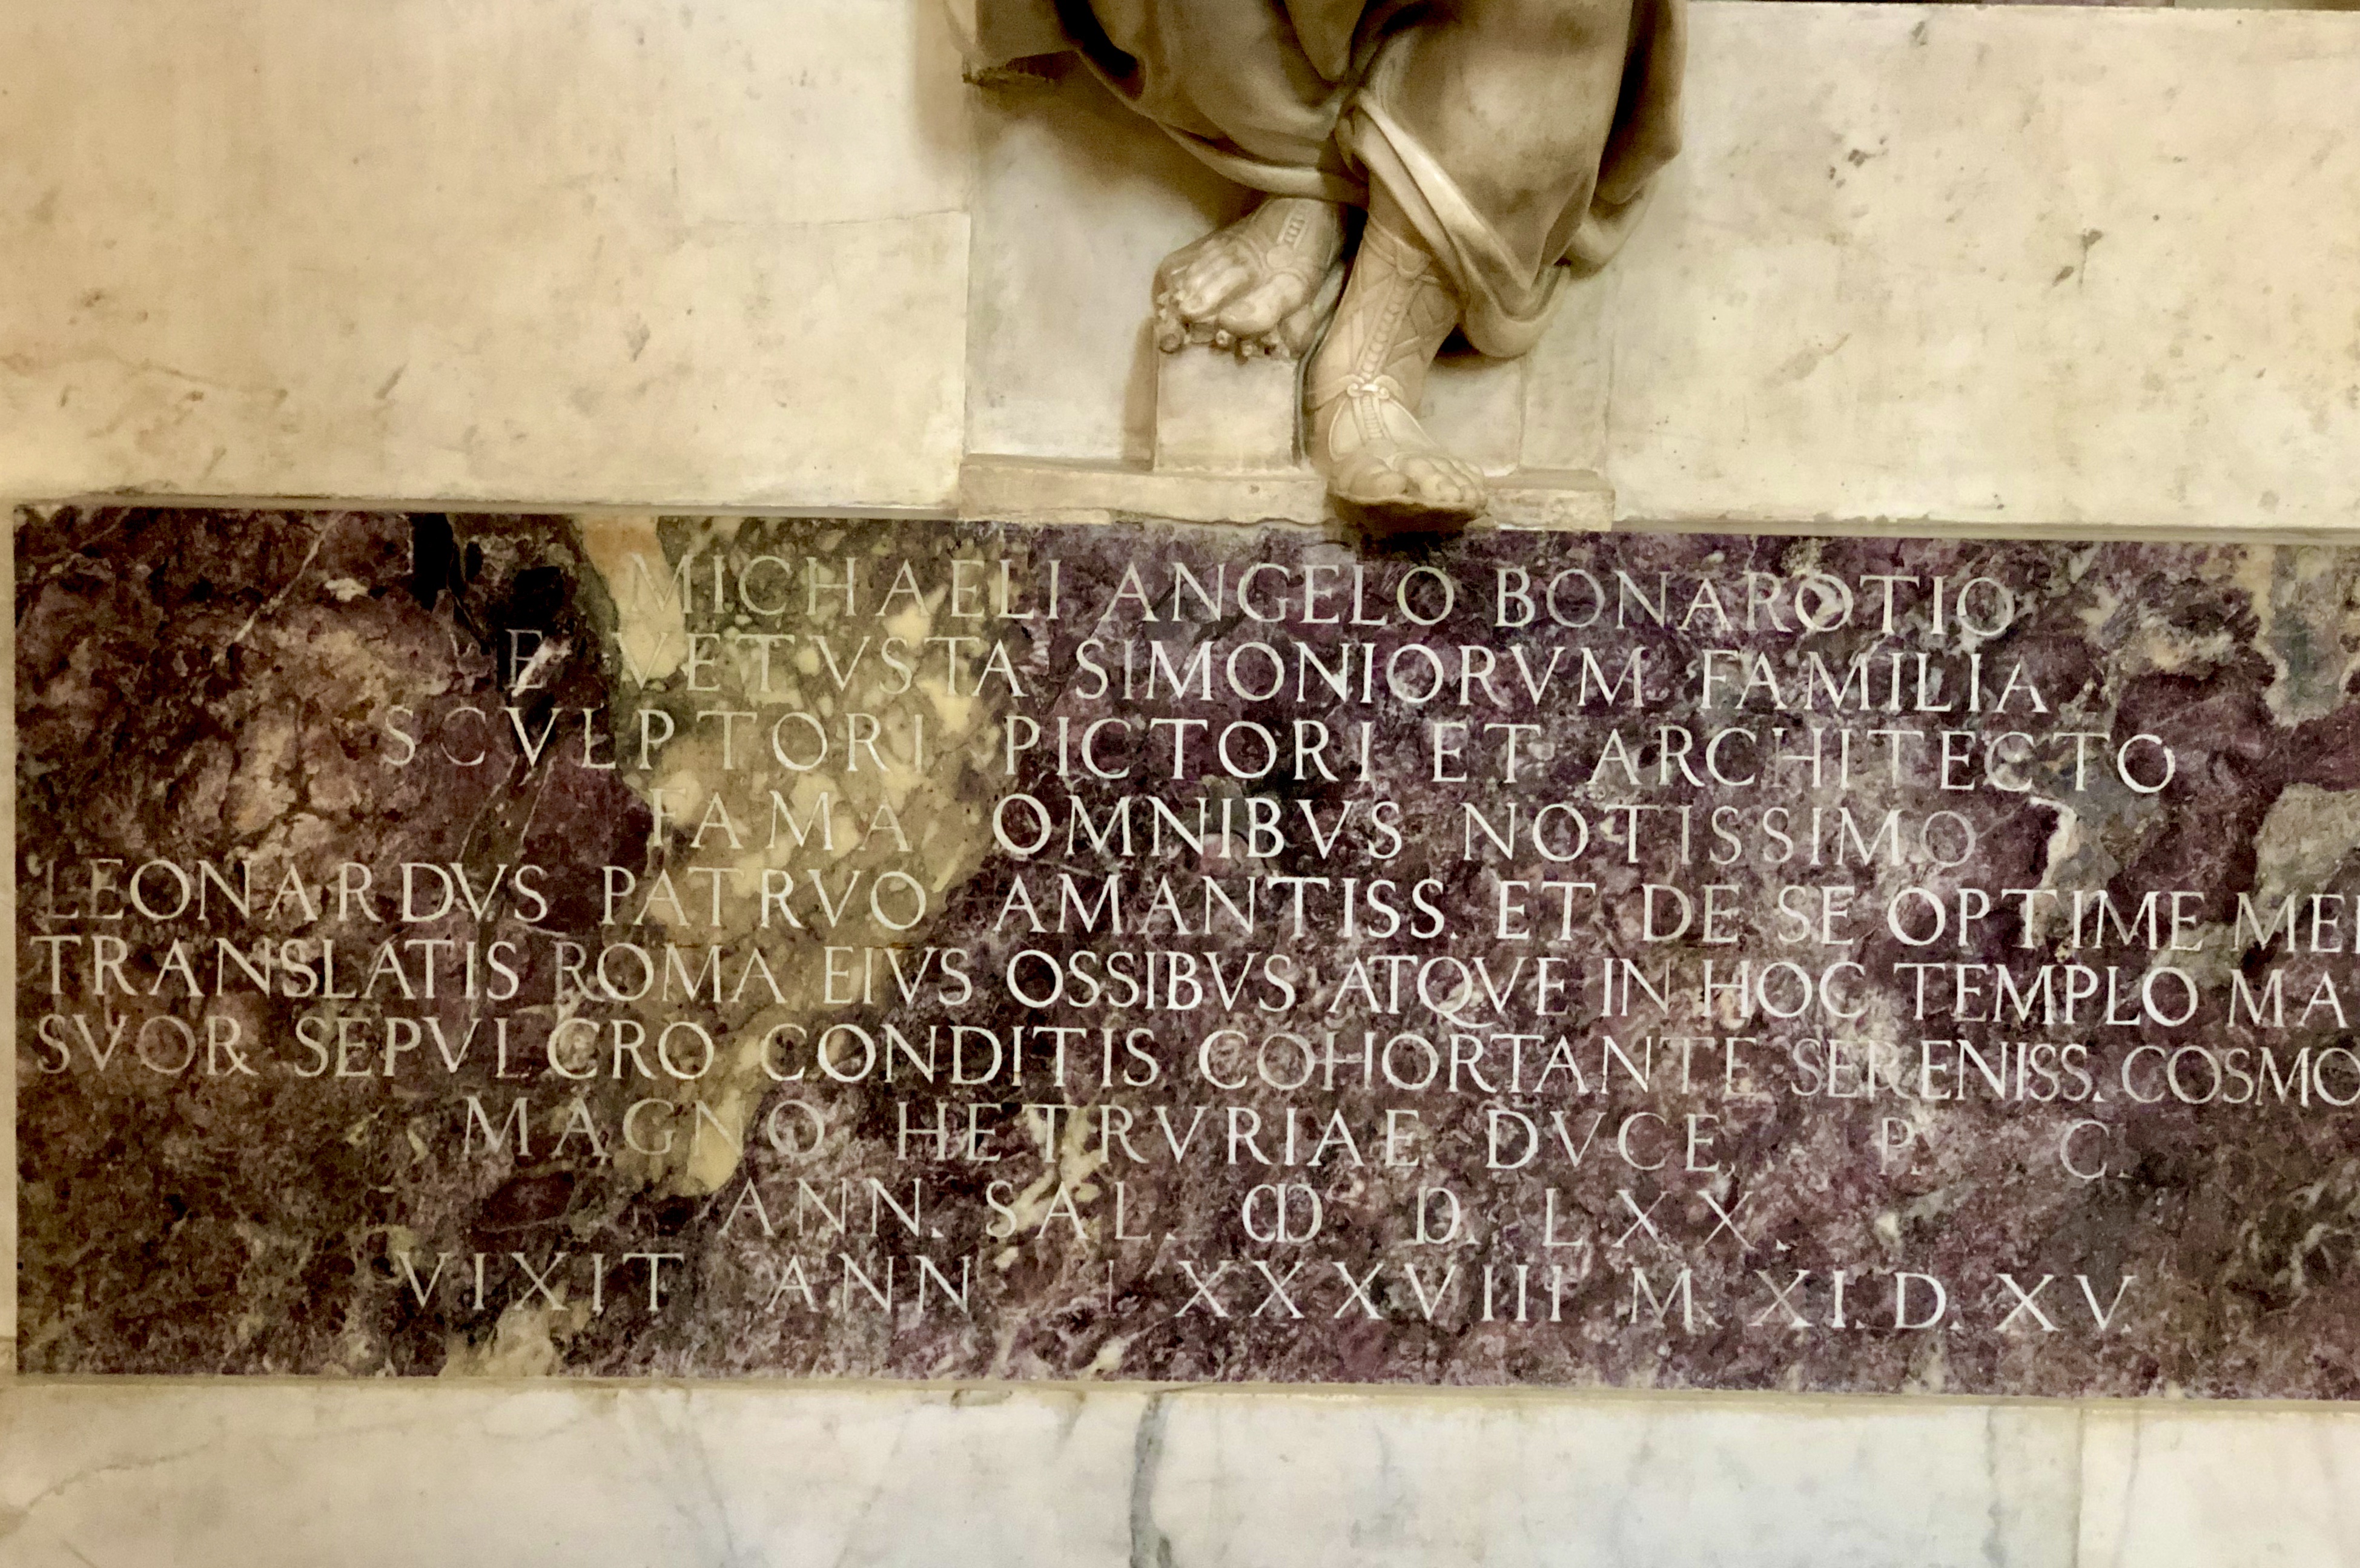 MICHAELI ANGELO BONAROTIO
E VETVSTA SIMONIORVM FAMILIA
SCVLPTORI PICTORI ET ARCHITECTO
FAMA OMNIBVS NOTISSIMO
LEONARDVS PATRVO AMANTISS. ET DE SE OPTIME
TRANSLATIS ROMA EIVS OSSIBVS ATQVE IN HOC TEMPLO MA
SVOR SEPVLCRO CONDITIS COHORTANTE SERENISS. COSMO
MAGNO HETRVRIAE DVCE P. C.
ANN. SAL. CIƆ D. LXX.
VIXIT ANN LXXXVIII M. XI. D. XV.